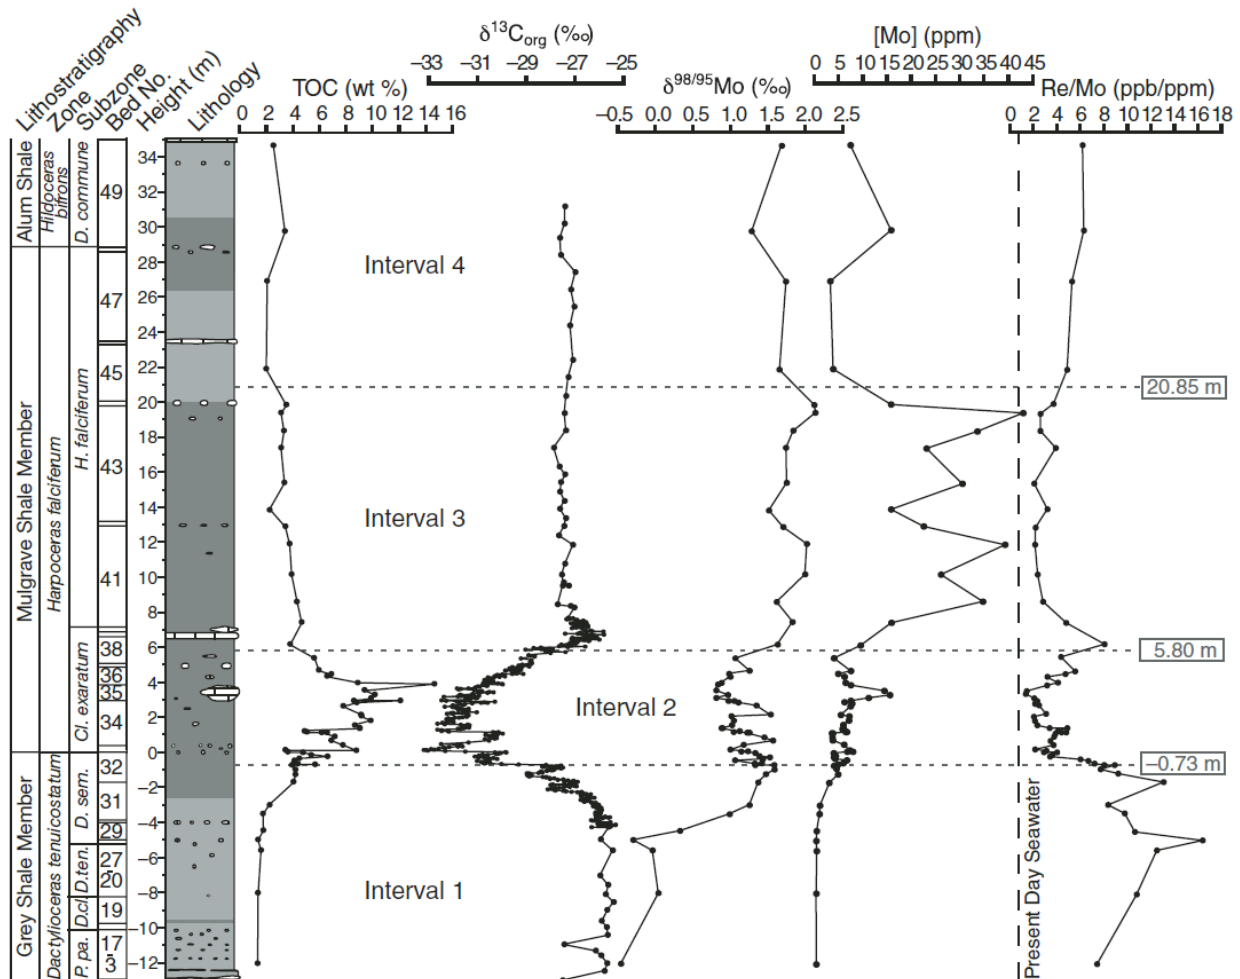 δ¹³Corg (‰)
−33 −31 −29 −27 −25
[Mo] (ppm)
0 5 10 15 20 25 30 35 40 45
Lithostratigraphy
Zone
Subzone
Bed No.
Height (m)
Lithology
TOC (wt %)
0 2 4 6 8 10 12 14 16
δ⁹⁸/⁹⁵Mo (‰)
−0.5 0.0 0.5 1.0 1.5 2.0 2.5
Re/Mo (ppb/ppm)
0 2 4 6 8 10 12 14 16 18
Alum Shale
Mulgrave Shale Member
Grey Shale Member
Hildoceras
bifrons
Harpoceras falciferum
Dactylioceras tenuicostatum
D. commune
H. falciferum
Cl. exaratum
D. sem.
D.ten.
D.cl
P. pa.
49
47
45
43
41
38
36
35
34
32
31
29
27
20
19
17
3
34
32
30
28
26
24
22
20
18
16
14
12
10
8
6
4
2
0
−2
−4
−6
−8
−10
−12
Interval 4
20.85 m
Interval 3
5.80 m
Interval 2
−0.73 m
Interval 1
Present Day Seawater